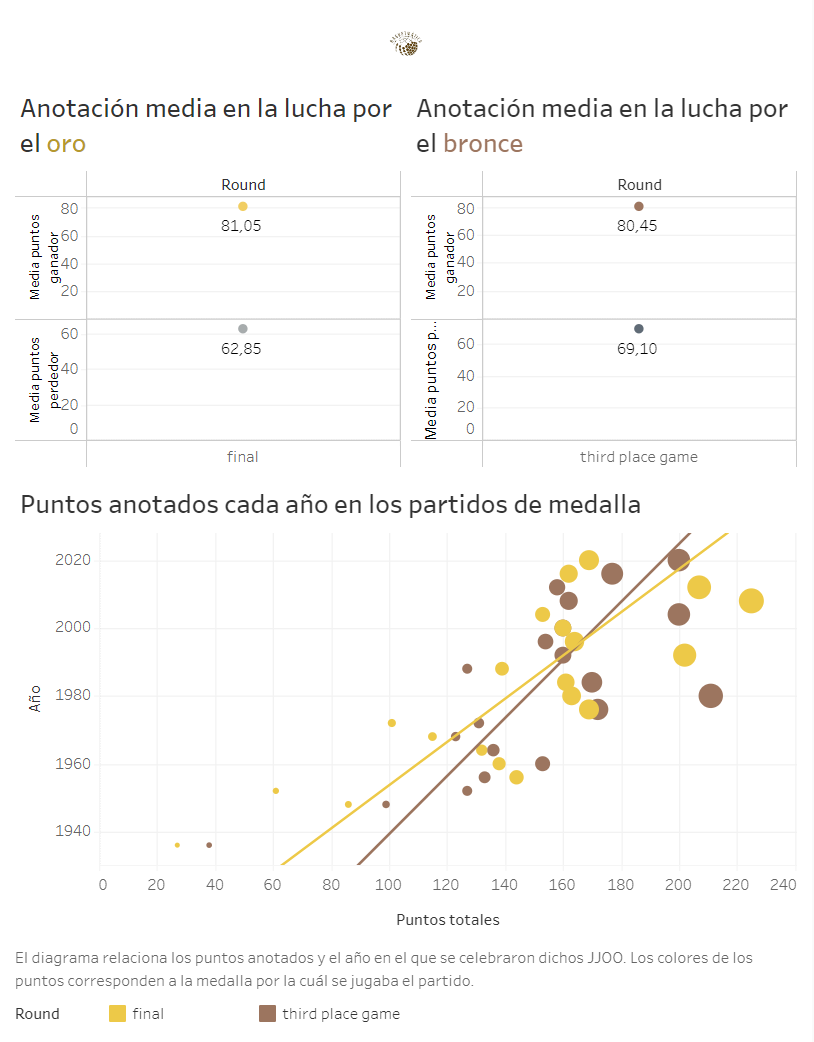 Anotación media en la lucha por
el oro
Round
Media puntos
ganador
80
60
40
20
81,05
Media puntos
perdedor
60
40
20
0
62,85
final
Anotación media en la lucha por
el bronce
Round
Media puntos
ganador
80
60
40
20
80,45
Media puntos p...
60
40
20
0
69,10
third place game
Puntos anotados cada año en los partidos de medalla
Año
2020
2000
1980
1960
1940
0 20 40 60 80 100 120 140 160 180 200 220 240
Puntos totales
El diagrama relaciona los puntos anotados y el año en el que se celebraron dichos JJOO. Los colores de los
puntos corresponden a la medalla por la cuál se jugaba el partido.
Round final third place game